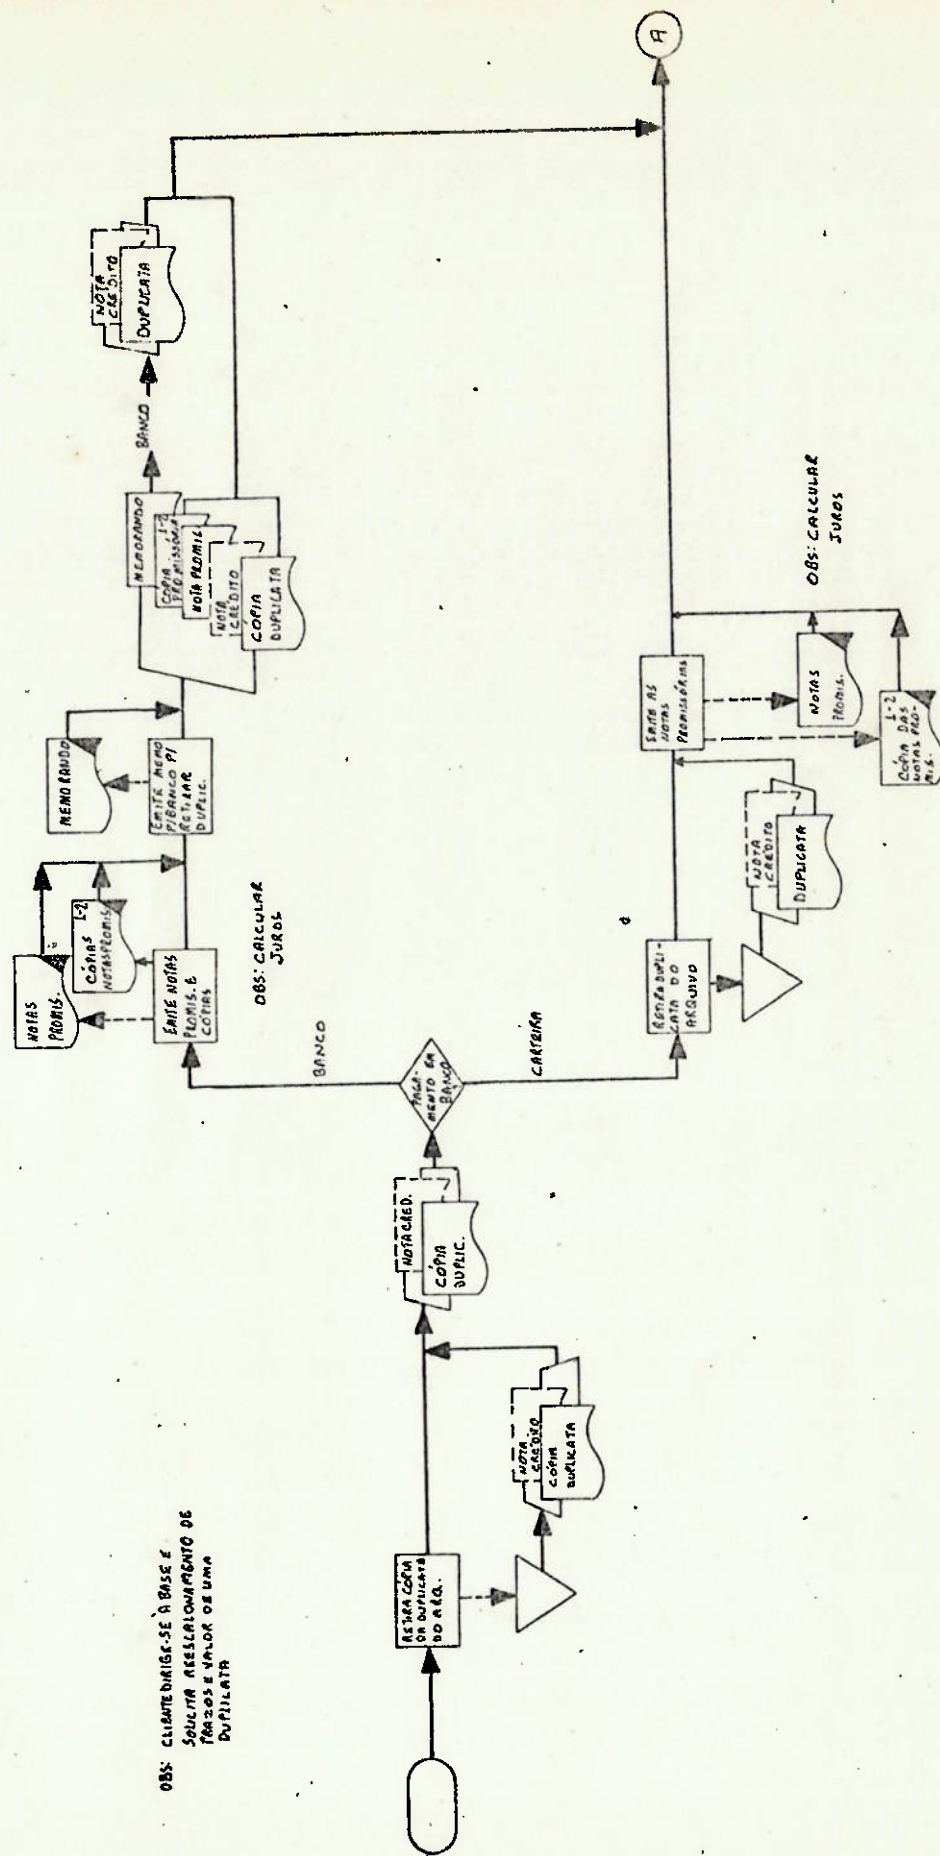 OBS: CLIENTE DIRIGE-SE À BASE E
SOLICITA REESCALONAMENTO DE
PRAZOS E VALOR DE UMA
DUPLICATA
RETIRA CÓPIA
DA DUPLICATA
DO ARQ.
NOTA
CRÉDITO
CÓPIA
DUPLICATA
NOTA CRED.
CÓPIA
DUPLIC.
PAGA-
MENTO EM
BANCO
BANCO
CARTEIRA
EMITE NOTAS
PROMIS. E
CÓPIAS
NOTAS
PROMIS.
1-2
CÓPIAS
NOTAS PROMIS.
OBS: CALCULAR
JUROS
EMITE MEMO
P/BANCO P/
RETIRAR
DUPLIC.
MEMORANDO
MEMORANDO
1-2
CÓPIA
PROMISSÓRIA
NOTA PROMIS.
NOTA
CRÉDITO
CÓPIA
DUPLICATA
BANCO
NOTA
CRÉDITO
DUPLICATA
RETIRA DUPLI-
CATA DO
ARQUIVO
NOTA
CRÉDITO
DUPLICATA
EMITE AS
NOTAS
PROMISSÓRIAS
NOTAS
PROMIS.
1-2
CÓPIA DAS
NOTAS PRO-
MIS.
OBS: CALCULAR
JUROS
A